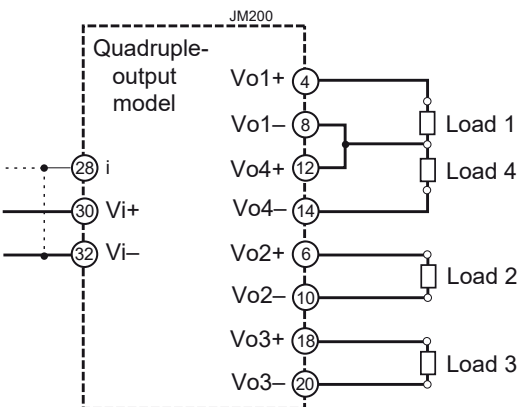 JM200
Quadruple-
output
model
Vo1+ 4
Vo1– 8
Load 1
Vo4+ 12
Load 4
28 i
Vo4– 14
30 Vi+
Vo2+ 6
32 Vi–
Load 2
Vo2– 10
Vo3+ 18
Load 3
Vo3– 20